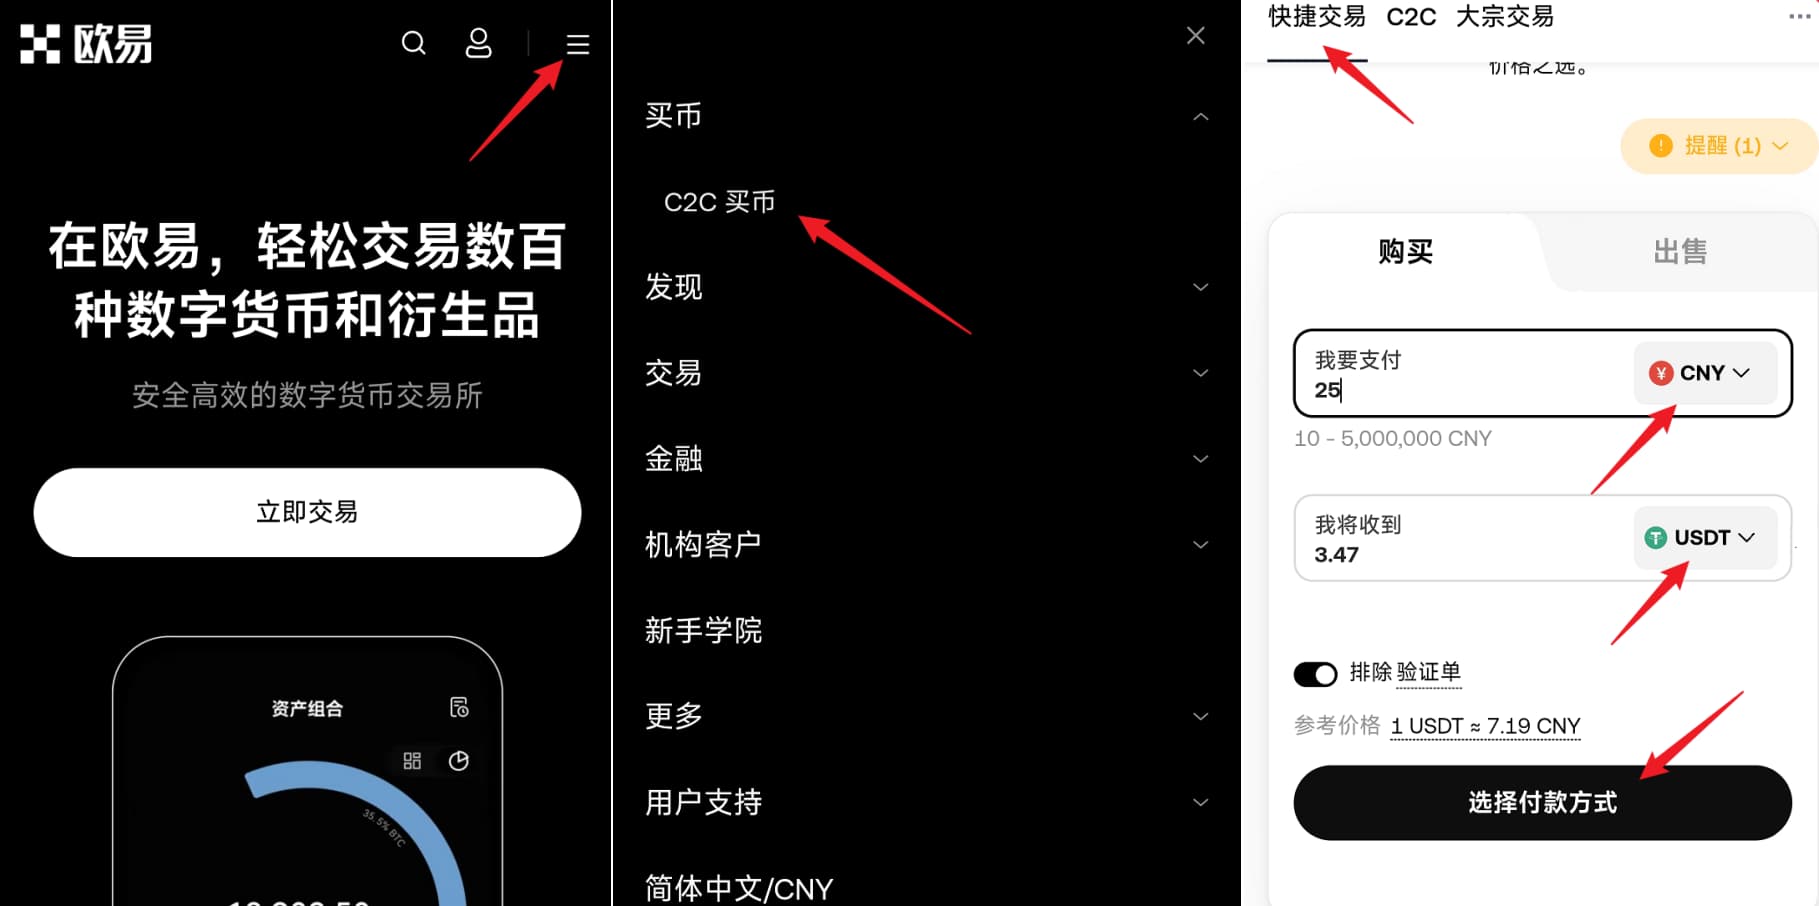 欧易
在欧易，轻松交易数百
种数字货币和衍生品
安全高效的数字货币交易所
立即交易
资产组合
35.5% BTC
买币
C2C 买币
发现
交易
金融
机构客户
新手学院
更多
用户支持
简体中文/CNY
快捷交易 C2C 大宗交易
价格之选。
提醒 (1)
购买 出售
我要支付
25
CNY
10 - 5,000,000 CNY
我将收到
3.47
USDT
排除 验证单
参考价格 1 USDT ≈ 7.19 CNY
选择付款方式